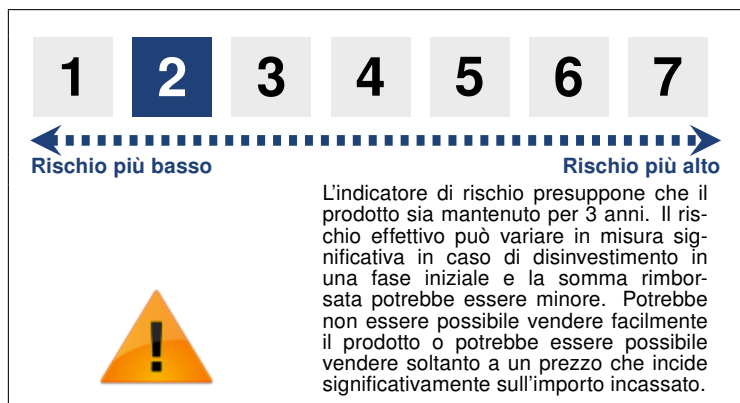 1 2 3 4 5 6 7
Rischio più basso Rischio più alto
L'indicatore di rischio presuppone che il
prodotto sia mantenuto per 3 anni. Il ris-
chio effettivo può variare in misura sig-
nificativa in caso di disinvestimento in
una fase iniziale e la somma rimbor-
sata potrebbe essere minore. Potrebbe
non essere possibile vendere facilmente
il prodotto o potrebbe essere possibile
vendere soltanto a un prezzo che incide
significativamente sull'importo incassato.
!